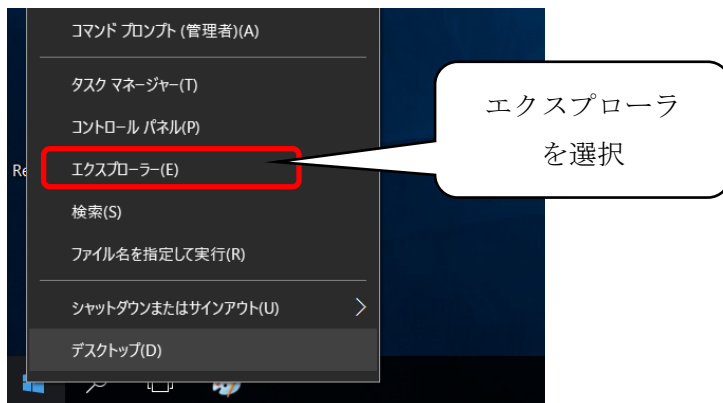 コマンド プロンプト (管理者)(A)
タスク マネージャー(T)
コントロール パネル(P)
エクスプローラー(E)
検索(S)
ファイル名を指定して実行(R)
シャットダウンまたはサインアウト(U)
デスクトップ(D)
Re
エクスプローラ
を選択